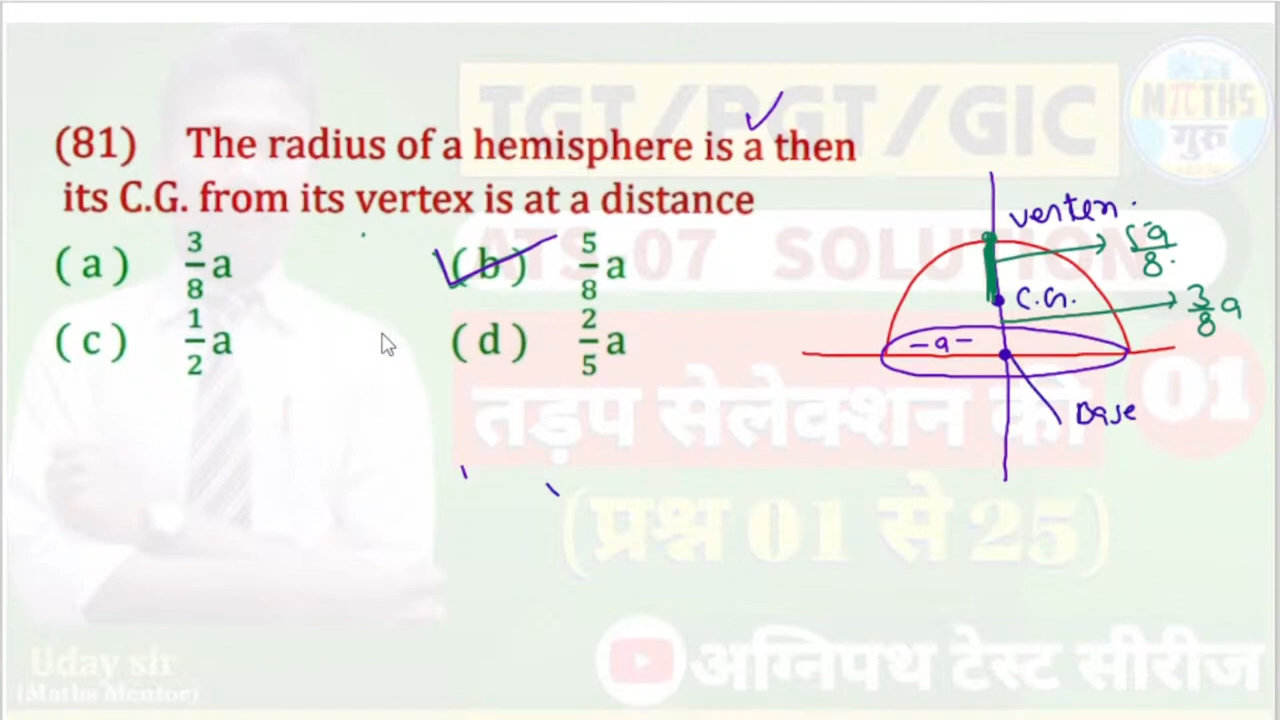 TGT/PGT/GIC
MπTHS
गुरु
(81) The radius of a hemisphere is a then
its C.G. from its vertex is at a distance
(a) 3/8 a (b) 5/8 a
(c) 1/2 a (d) 2/5 a
ATS 07 SOLUTION
verten.
5a/8.
C.G.
3/8 a
-a-
Base
01
तड़प सेलेक्शन की
(प्रश्न 01 से 25)
Uday sir
(Maths Mentor)
अग्निपथ टेस्ट सीरीज